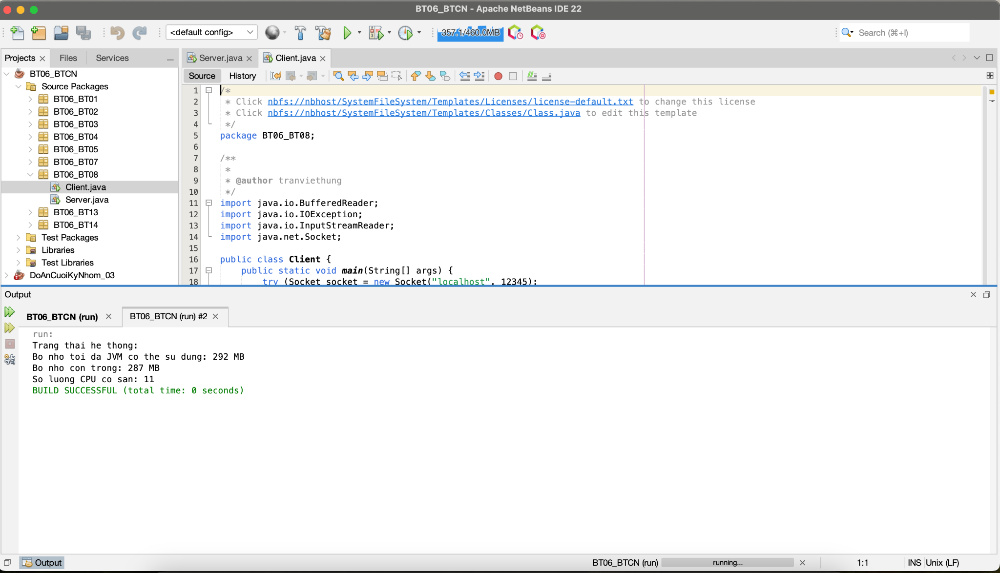 BT06_BTCN - Apache NetBeans IDE 22
<default config>
357.1/460.0MB
Search (⌘+I)
Projects
Files
Services
BT06_BTCN
Source Packages
BT06_BT01
BT06_BT02
BT06_BT03
BT06_BT04
BT06_BT05
BT06_BT07
BT06_BT08
Client.java
Server.java
BT06_BT13
BT06_BT14
Test Packages
Libraries
Test Libraries
DoAnCuoiKyNhom_03
Server.java
Client.java
Source
History
1 /*
2 * Click nbfs://nbhost/SystemFileSystem/Templates/Licenses/license-default.txt to change this license
3 * Click nbfs://nbhost/SystemFileSystem/Templates/Classes/Class.java to edit this template
4 */
5 package BT06_BT08;
6
7 /**
8 *
9 * @author tranviethung
10 */
11 import java.io.BufferedReader;
12 import java.io.IOException;
13 import java.io.InputStreamReader;
14 import java.net.Socket;
15
16 public class Client {
17 public static void main(String[] args) {
18 try (Socket socket = new Socket("localhost", 12345);
Output
BT06_BTCN (run)
BT06_BTCN (run) #2
run:
Trang thai he thong:
Bo nho toi da JVM co the su dung: 292 MB
Bo nho con trong: 287 MB
So luong CPU co san: 11
BUILD SUCCESSFUL (total time: 0 seconds)
Output
BT06_BTCN (run)
running...
1:1
INS
Unix (LF)